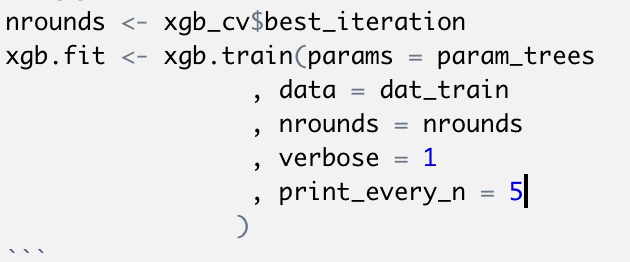 nrounds <- xgb_cv$best_iteration
xgb.fit <- xgb.train(params = param_trees
                     , data = dat_train
                     , nrounds = nrounds
                     , verbose = 1
                     , print_every_n = 5
                    )
```